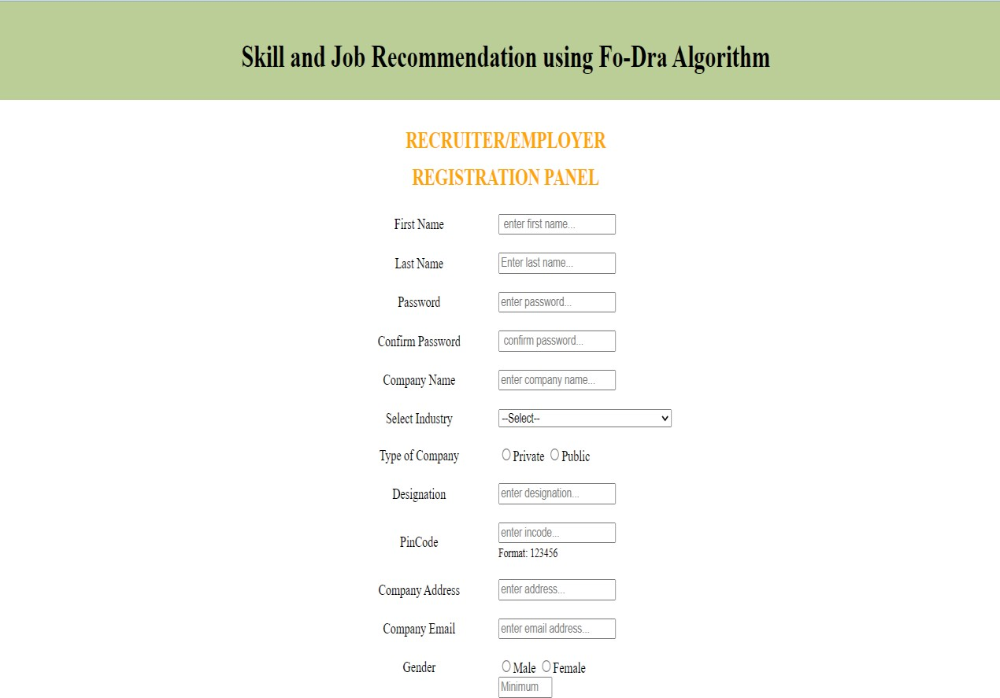 Skill and Job Recommendation using Fo-Dra Algorithm
RECRUITER/EMPLOYER
REGISTRATION PANEL
First Name enter first name...
Last Name Enter last name...
Password enter password...
Confirm Password confirm password...
Company Name enter company name...
Select Industry --Select--
Type of Company Private Public
Designation enter designation...
PinCode enter incode...
Format: 123456
Company Address enter address...
Company Email enter email address...
Gender Male Female
Minimum